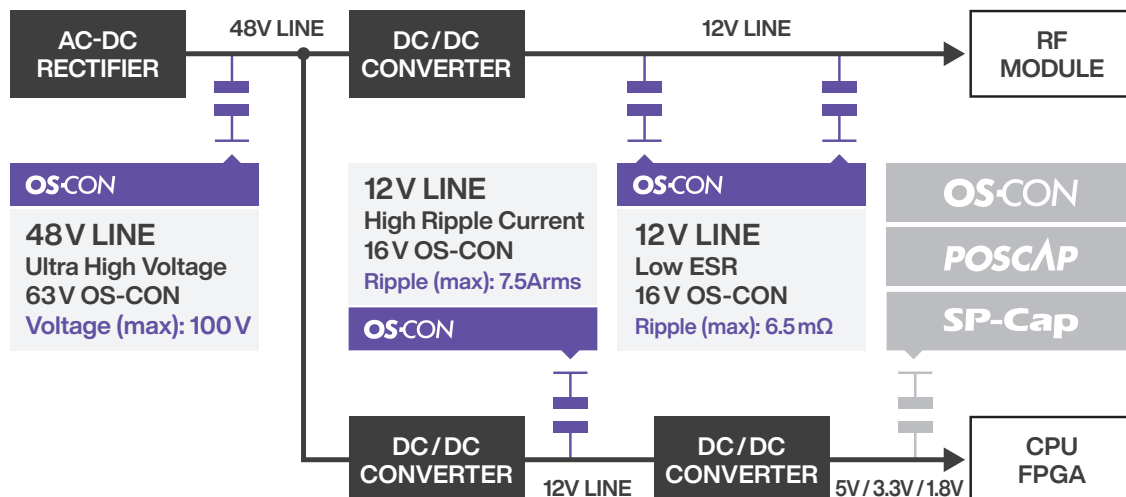 AC-DC
RECTIFIER
48V LINE
DC/DC
CONVERTER
12V LINE
RF
MODULE
OS-CON
48V LINE
Ultra High Voltage
63V OS-CON
Voltage (max): 100V
12V LINE
High Ripple Current
16V OS-CON
Ripple (max): 7.5Arms
OS-CON
OS-CON
12V LINE
Low ESR
16V OS-CON
Ripple (max): 6.5mΩ
OS-CON
POSCAP
SP-Cap
DC/DC
CONVERTER
12V LINE
DC/DC
CONVERTER
5V/3.3V/1.8V
CPU
FPGA